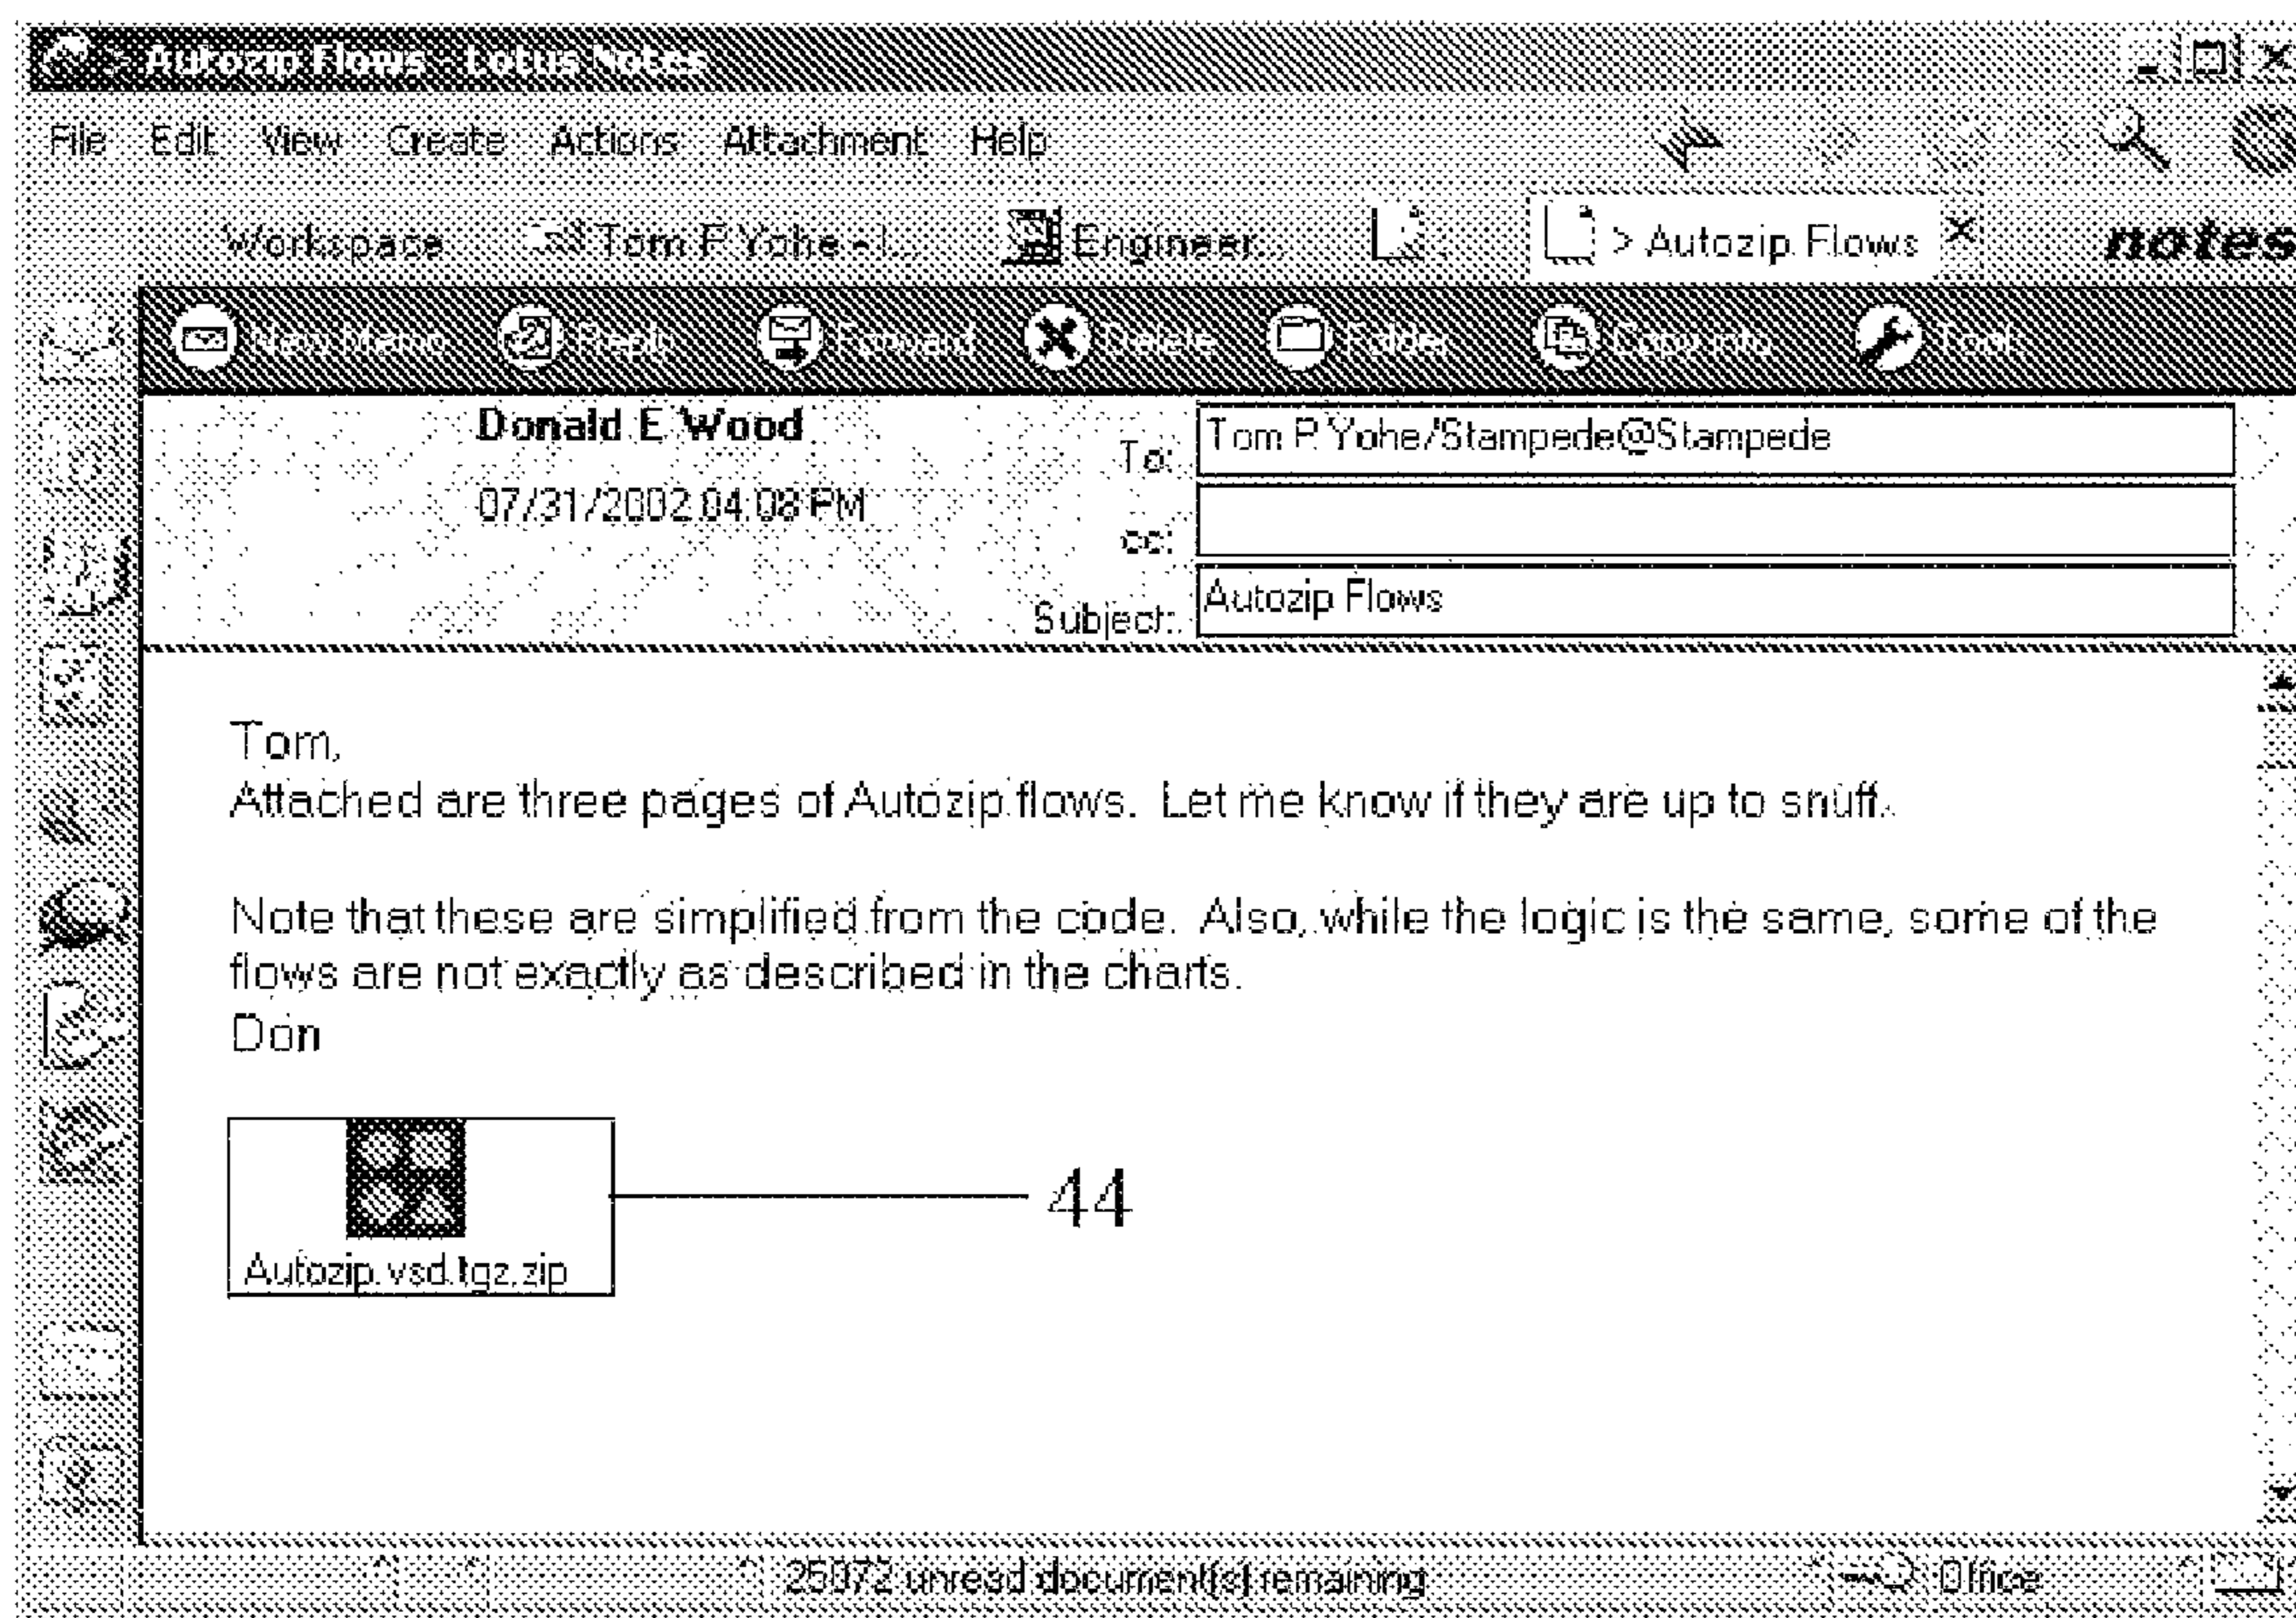 > Autozip Flows - Lotus Notes
File Edit View Create Actions Attachment Help
Workspace Tom P Yohe - I... Engineer... > Autozip Flows notes
New Memo Reply Forward Delete Folder Copy Into Tools
Donald E Wood
07/31/2002 04:08 PM
To: Tom P Yohe/Stampede@Stampede
cc:
Subject: Autozip Flows
Tom,
Attached are three pages of Autozip flows. Let me know if they are up to snuff.
Note that these are simplified from the code. Also, while the logic is the same, some of the
flows are not exactly as described in the charts.
Don
44
Autozip.vsd.tgz.zip
25072 unread document(s) remaining Office